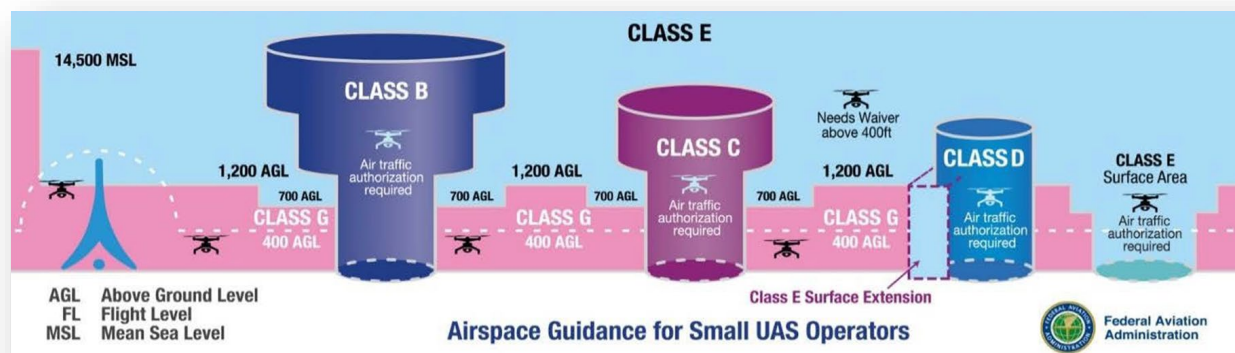 CLASS E
14,500 MSL
CLASS B
Air traffic
authorization
required
1,200 AGL
700 AGL
CLASS G
400 AGL
700 AGL
1,200 AGL
700 AGL
CLASS G
400 AGL
CLASS C
Air traffic
authorization
required
700 AGL
Needs Waiver
above 400ft
1,200 AGL
CLASS G
400 AGL
CLASS D
Air traffic
authorization
required
CLASS E
Surface Area
Air traffic
authorization
required
Class E Surface Extension
AGL Above Ground Level
FL Flight Level
MSL Mean Sea Level
Airspace Guidance for Small UAS Operators
FEDERAL AVIATION
ADMINISTRATION
Federal Aviation
Administration